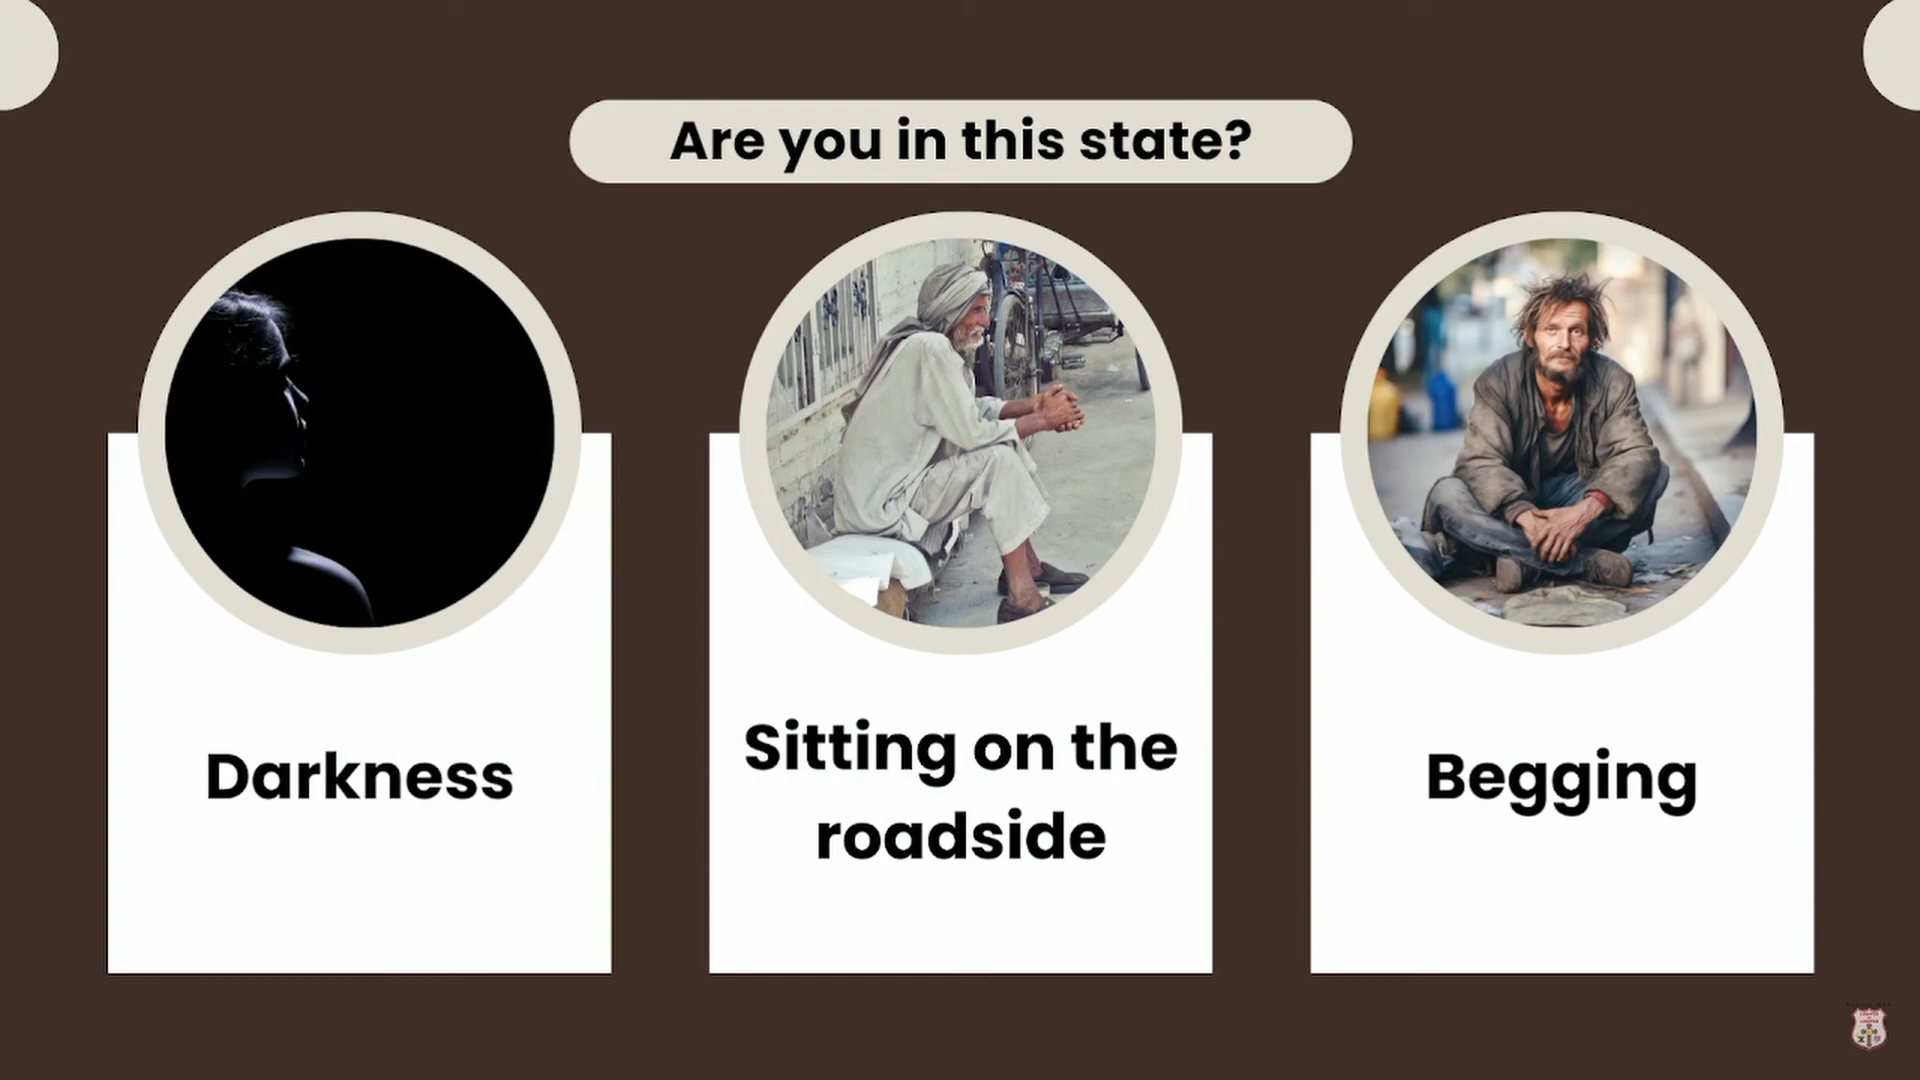 Are you in this state?
Darkness
Sitting on the
roadside
Begging